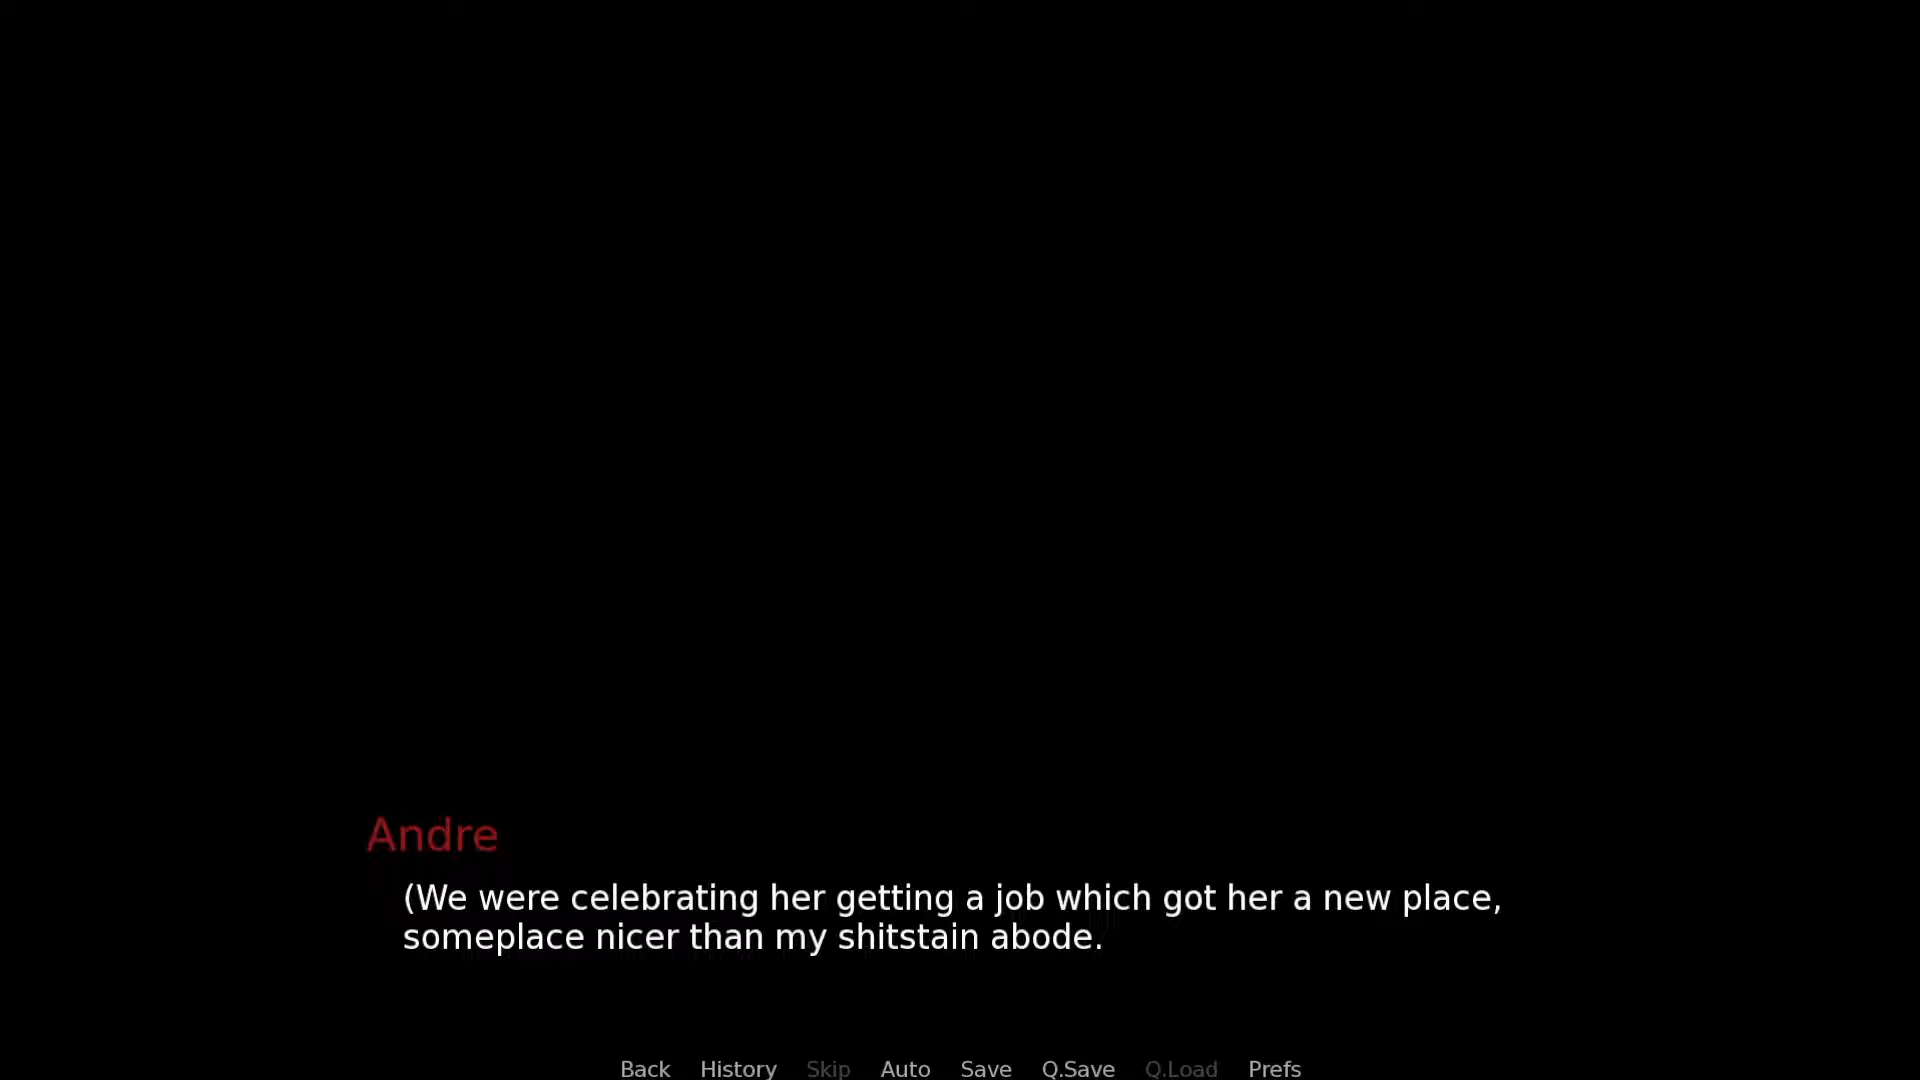 Andre
(We were celebrating her getting a job which got her a new place,
someplace nicer than my shitstain abode.
Back History Skip Auto Save Q.Save Q.Load Prefs